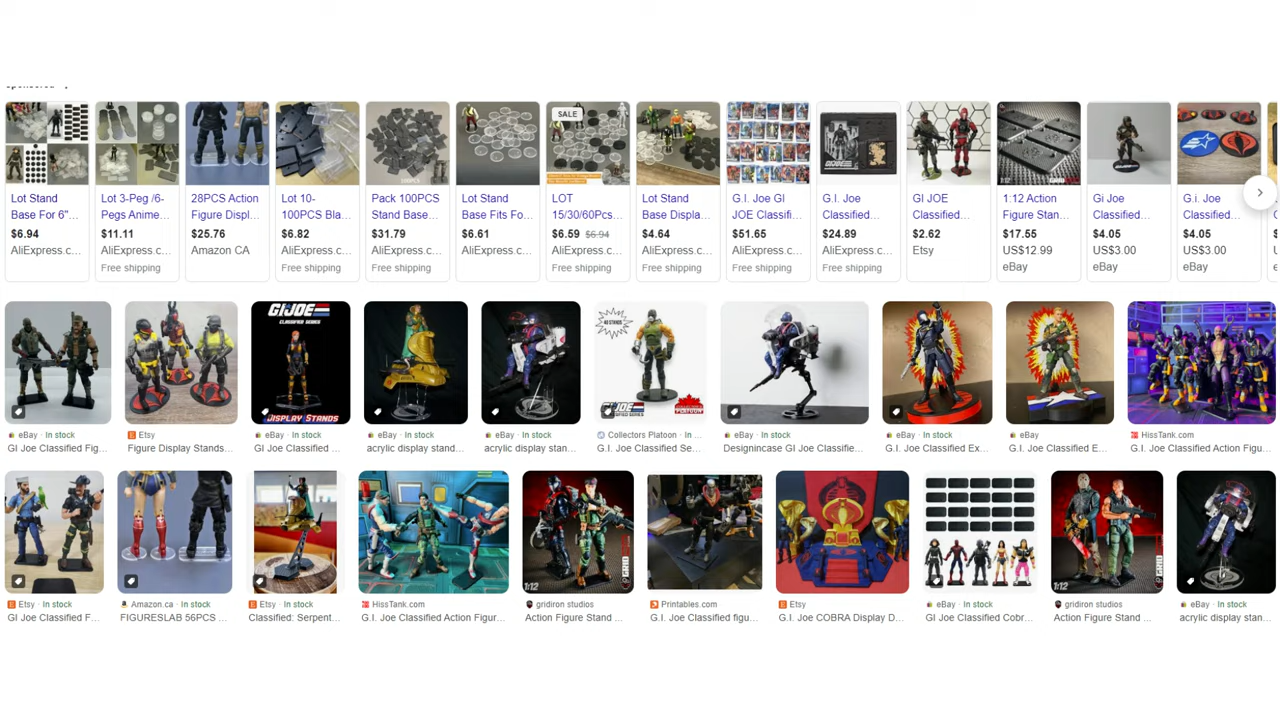 Lot Stand
Base For 6"...
$6.94
AliExpress.c...
Lot 3-Peg /6-
Pegs Anime...
$11.11
AliExpress.c...
Free shipping
28PCS Action
Figure Displ...
$25.76
Amazon CA
Lot 10-
100PCS Bla...
$6.82
AliExpress.c...
Free shipping
Pack 100PCS
Stand Base...
$31.79
AliExpress.c...
Free shipping
Lot Stand
Base Fits Fo...
$6.61
AliExpress.c...
SALE
LOT
15/30/60Pcs...
$6.59 $6.94
AliExpress.c...
Free shipping
Lot Stand
Base Displa...
$4.64
AliExpress.c...
Free shipping
G.I. Joe GI
JOE Classifi...
$51.65
AliExpress.c...
Free shipping
G.I. Joe
Classified...
$24.89
AliExpress.c...
Free shipping
GI JOE
Classified...
$2.62
Etsy
1:12 Action
Figure Stan...
$17.55
US$12.99
eBay
Gi Joe
Classified...
$4.05
US$3.00
eBay
G.i. Joe
Classified...
$4.05
US$3.00
eBay
eBay · In stock
GI Joe Classified Fig...
Etsy
Figure Display Stands...
GI JOE
CLASSIFIED SERIES
DISPLAY STANDS
eBay · In stock
GI Joe Classified ...
eBay · In stock
acrylic display stand...
eBay · In stock
acrylic display stan...
40 STANDS
Collectors Platoon · In ...
G.I. Joe Classified Se...
eBay · In stock
Designincase GI Joe Classifie...
eBay · In stock
G.I. Joe Classified Ex...
eBay
G.I. Joe Classified E...
HissTank.com
G.I. Joe Classified Action Figu...
Etsy · In stock
GI Joe Classified F...
Amazon.ca · In stock
FIGURESLAB 56PCS ...
Etsy · In stock
Classified: Serpent...
HissTank.com
G.I. Joe Classified Action Figur...
1:12
gridiron studios
Action Figure Stand ...
Printables.com
G.I. Joe Classified figu...
Etsy
G.I. Joe COBRA Display D...
eBay · In stock
GI Joe Classified Cobr...
1:12
gridiron studios
Action Figure Stand ...
eBay · In stock
acrylic display stan...